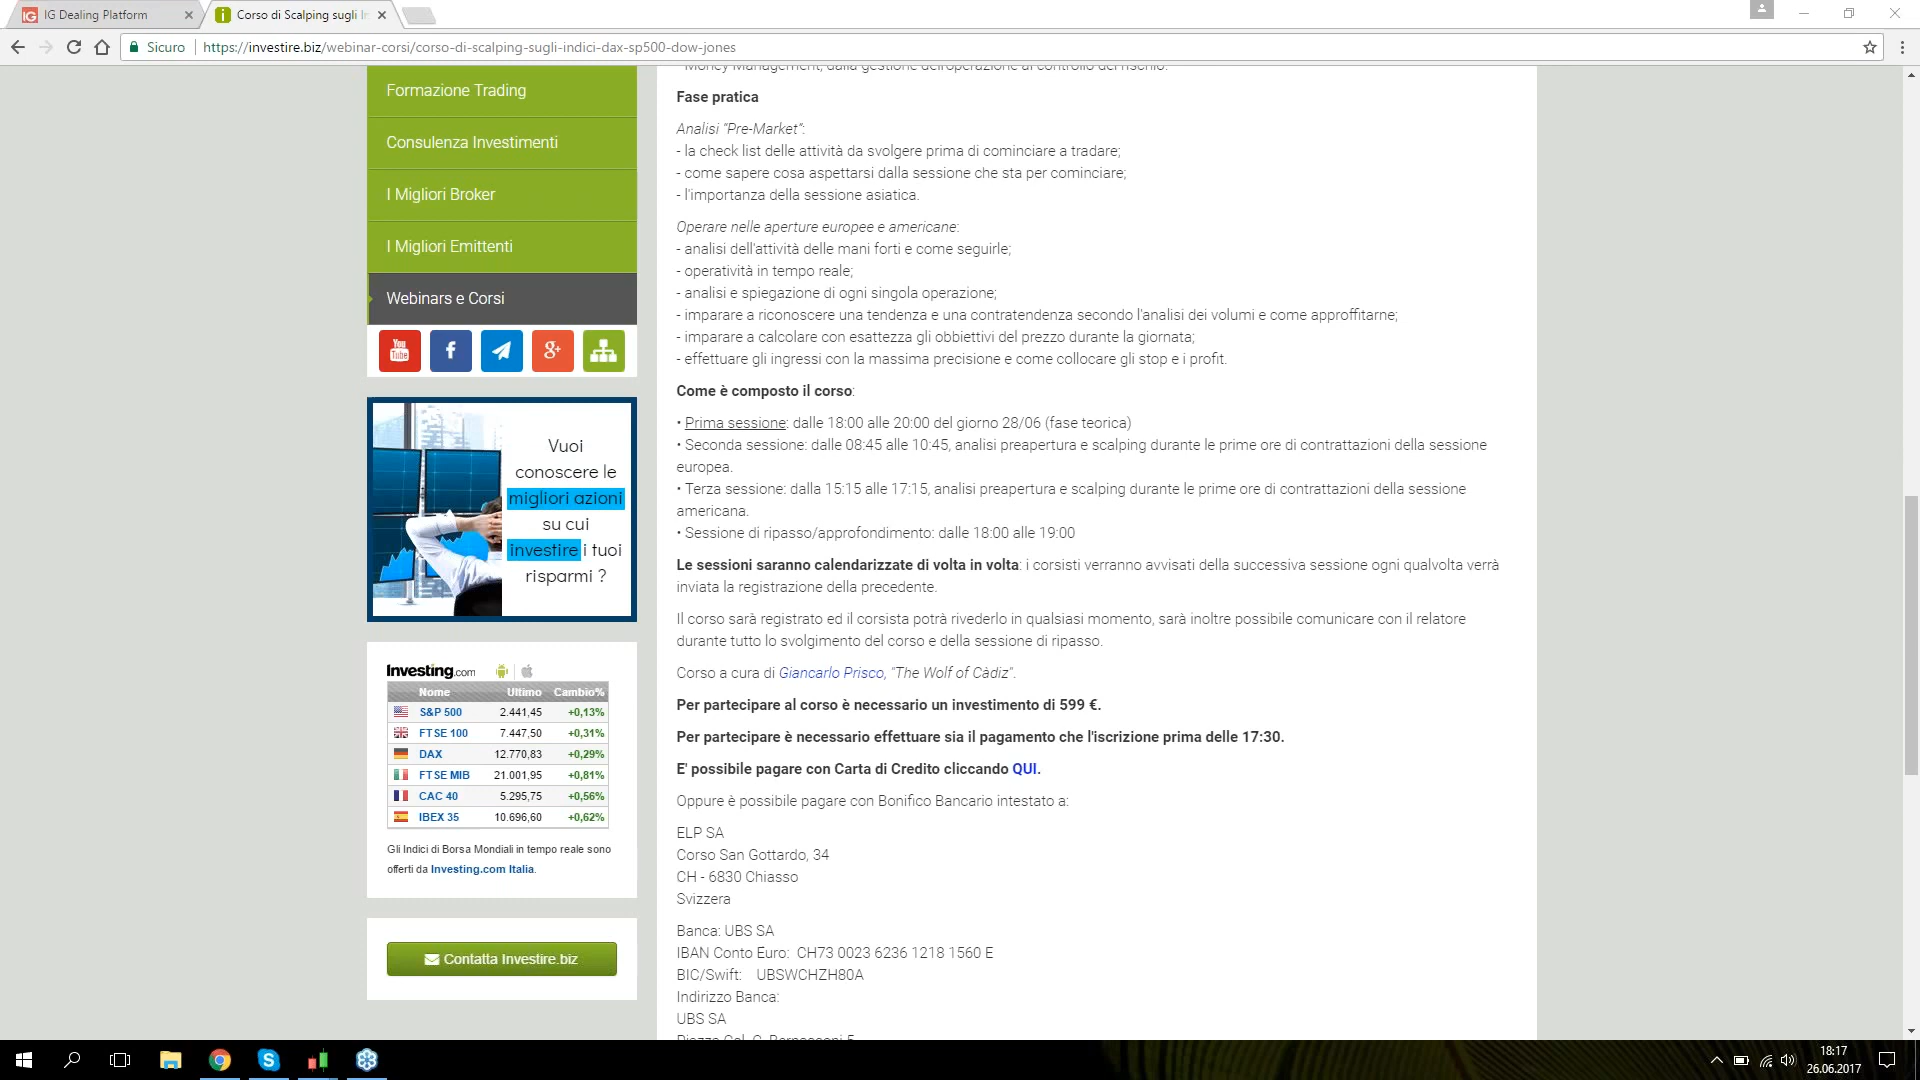 IG Dealing Platform
Corso di Scalping sugli In
Sicuro
https://investire.biz/webinar-corsi/corso-di-scalping-sugli-indici-dax-sp500-dow-jones
Formazione Trading
Consulenza Investimenti
I Migliori Broker
I Migliori Emittenti
Webinars e Corsi
You
Tube
f
g+
Vuoi
conoscere le
migliori azioni
su cui
investire i tuoi
risparmi ?
Investing.com
Nome Ultimo Cambio%
S&P 500 2.441,45 +0,13%
FTSE 100 7.447,50 +0,31%
DAX 12.770,83 +0,29%
FTSE MIB 21.001,95 +0,81%
CAC 40 5.295,75 +0,56%
IBEX 35 10.696,60 +0,62%
Gli Indici di Borsa Mondiali in tempo reale sono
offerti da Investing.com Italia.
Contatta Investire.biz
- Money Management, dalla gestione dell'operazione al controllo del rischio.
Fase pratica
Analisi "Pre-Market":
- la check list delle attività da svolgere prima di cominciare a tradare;
- come sapere cosa aspettarsi dalla sessione che sta per cominciare;
- l'importanza della sessione asiatica.
Operare nelle aperture europee e americane:
- analisi dell'attività delle mani forti e come seguirle;
- operatività in tempo reale;
- analisi e spiegazione di ogni singola operazione;
- imparare a riconoscere una tendenza e una contratendenza secondo l'analisi dei volumi e come approffitarne;
- imparare a calcolare con esattezza gli obbiettivi del prezzo durante la giornata;
- effettuare gli ingressi con la massima precisione e come collocare gli stop e i profit.
Come è composto il corso:
• Prima sessione: dalle 18:00 alle 20:00 del giorno 28/06 (fase teorica)
• Seconda sessione: dalle 08:45 alle 10:45, analisi preapertura e scalping durante le prime ore di contrattazioni della sessione
europea.
• Terza sessione: dalla 15:15 alle 17:15, analisi preapertura e scalping durante le prime ore di contrattazioni della sessione
americana.
• Sessione di ripasso/approfondimento: dalle 18:00 alle 19:00
Le sessioni saranno calendarizzate di volta in volta: i corsisti verranno avvisati della successiva sessione ogni qualvolta verrà
inviata la registrazione della precedente.
Il corso sarà registrato ed il corsista potrà rivederlo in qualsiasi momento, sarà inoltre possibile comunicare con il relatore
durante tutto lo svolgimento del corso e della sessione di ripasso.
Corso a cura di Giancarlo Prisco, "The Wolf of Càdiz".
Per partecipare al corso è necessario un investimento di 599 €.
Per partecipare è necessario effettuare sia il pagamento che l'iscrizione prima delle 17:30.
E' possibile pagare con Carta di Credito cliccando QUI.
Oppure è possibile pagare con Bonifico Bancario intestato a:
ELP SA
Corso San Gottardo, 34
CH - 6830 Chiasso
Svizzera
Banca: UBS SA
IBAN Conto Euro: CH73 0023 6236 1218 1560 E
BIC/Swift: UBSWCHZH80A
Indirizzo Banca:
UBS SA
18:17
26.06.2017